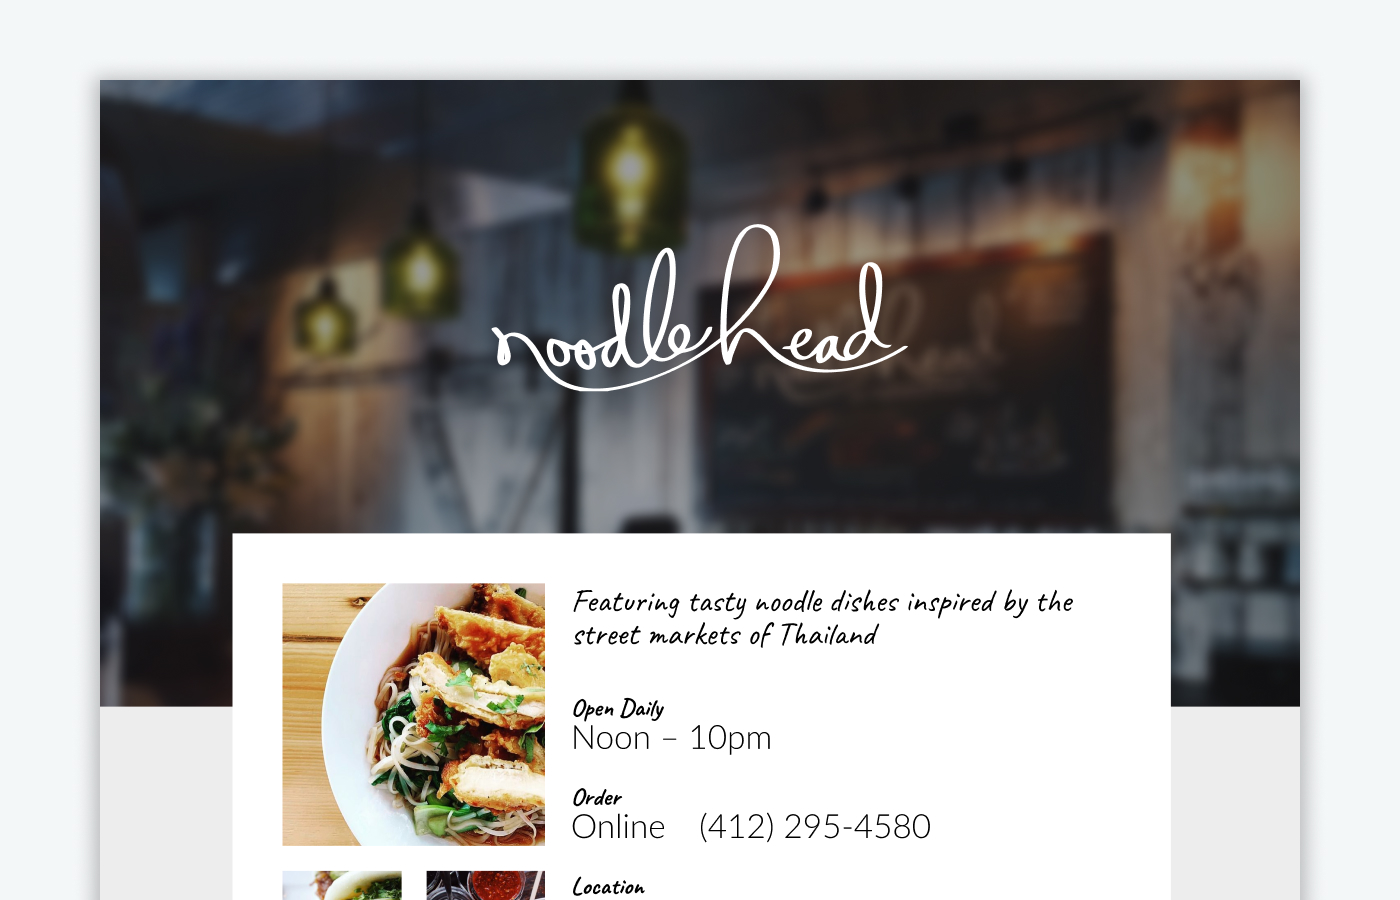 noodlehead
Featuring tasty noodle dishes inspired by the
street markets of Thailand
Open Daily
Noon – 10pm
Order
Online (412) 295-4580
Location